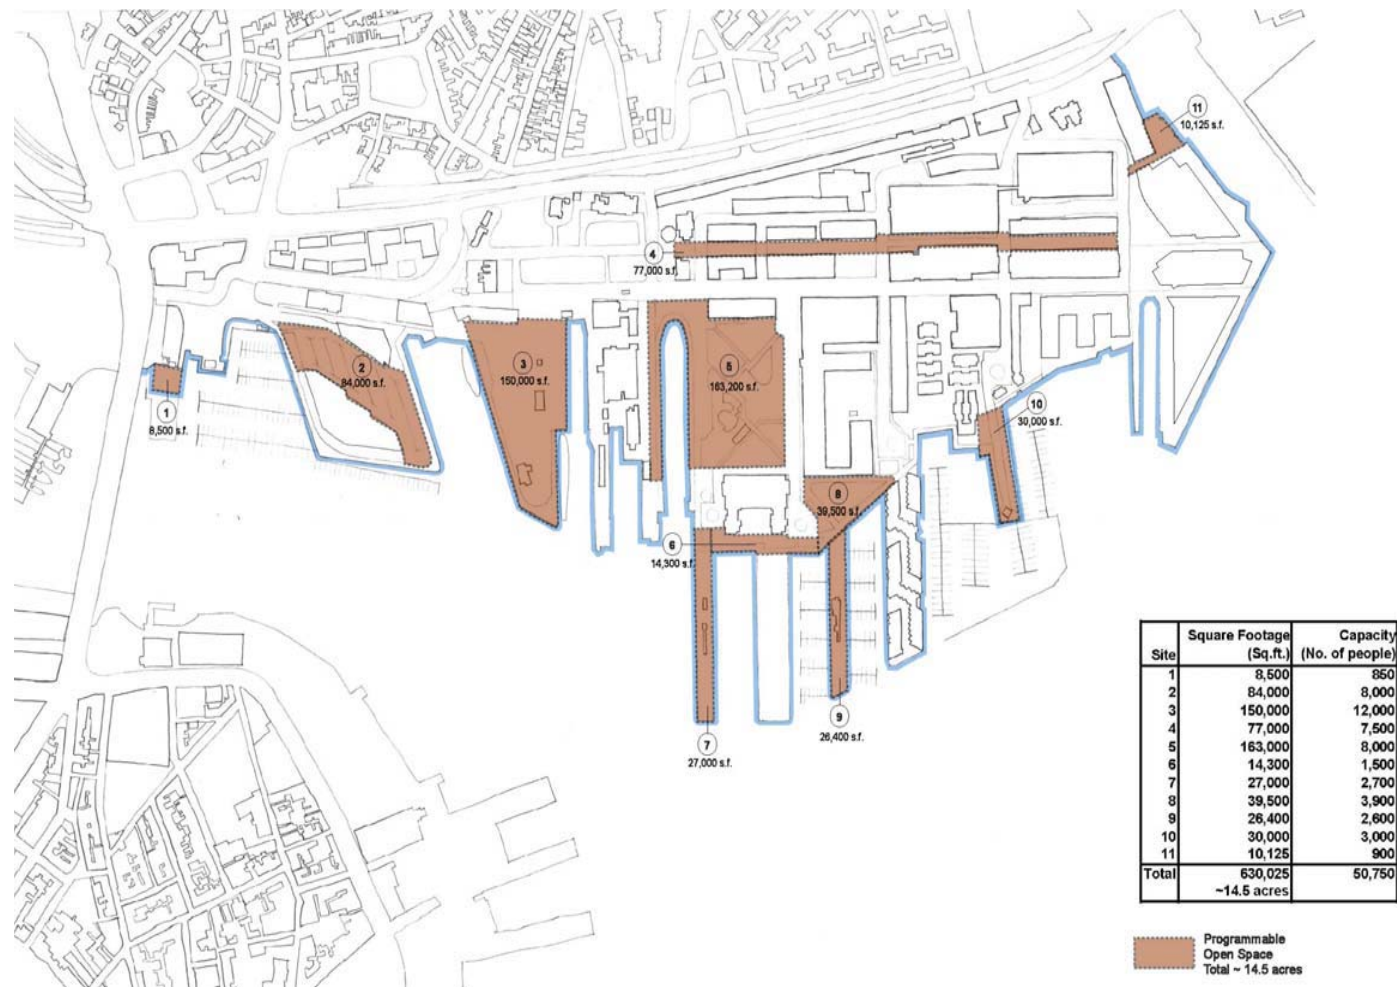 11
10,125 s.f.
4
77,000 s.f.
2
84,000 s.f.
3
150,000 s.f.
5
163,200 s.f.
1
8,500 s.f.
10
30,000 s.f.
8
39,500 s.f.
6
14,300 s.f.
9
26,400 s.f.
7
27,000 s.f.
Site Square Footage (Sq.ft.) Capacity (No. of people)
1 8,500 850
2 84,000 8,000
3 150,000 12,000
4 77,000 7,500
5 163,000 8,000
6 14,300 1,500
7 27,000 2,700
8 39,500 3,900
9 26,400 2,600
10 30,000 3,000
11 10,125 900
Total 630,025 50,750
~14.5 acres
Programmable
Open Space
Total ~ 14.5 acres